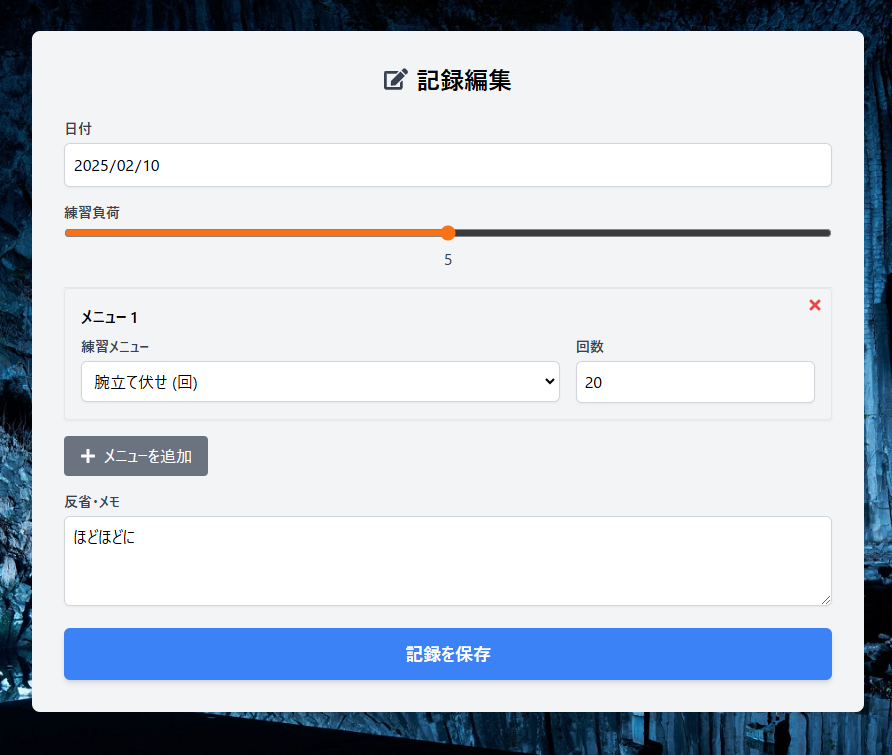 記録編集
日付
2025/02/10
練習負荷
5
メニュー 1
練習メニュー
回数
腕立て伏せ (回)
20
メニューを追加
反省・メモ
ほどほどに
記録を保存